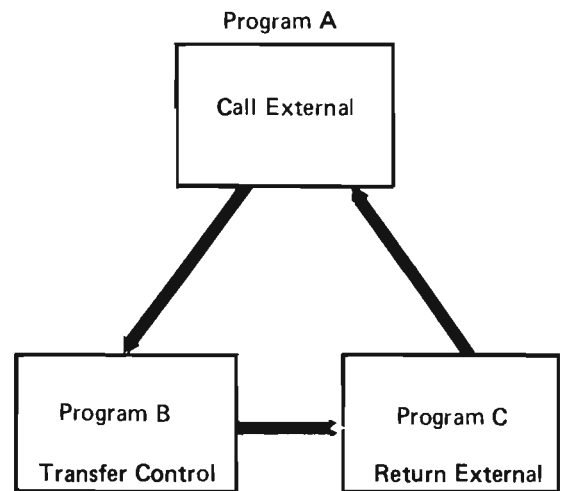 Program A
Call External
Program B
Transfer Control
Program C
Return External